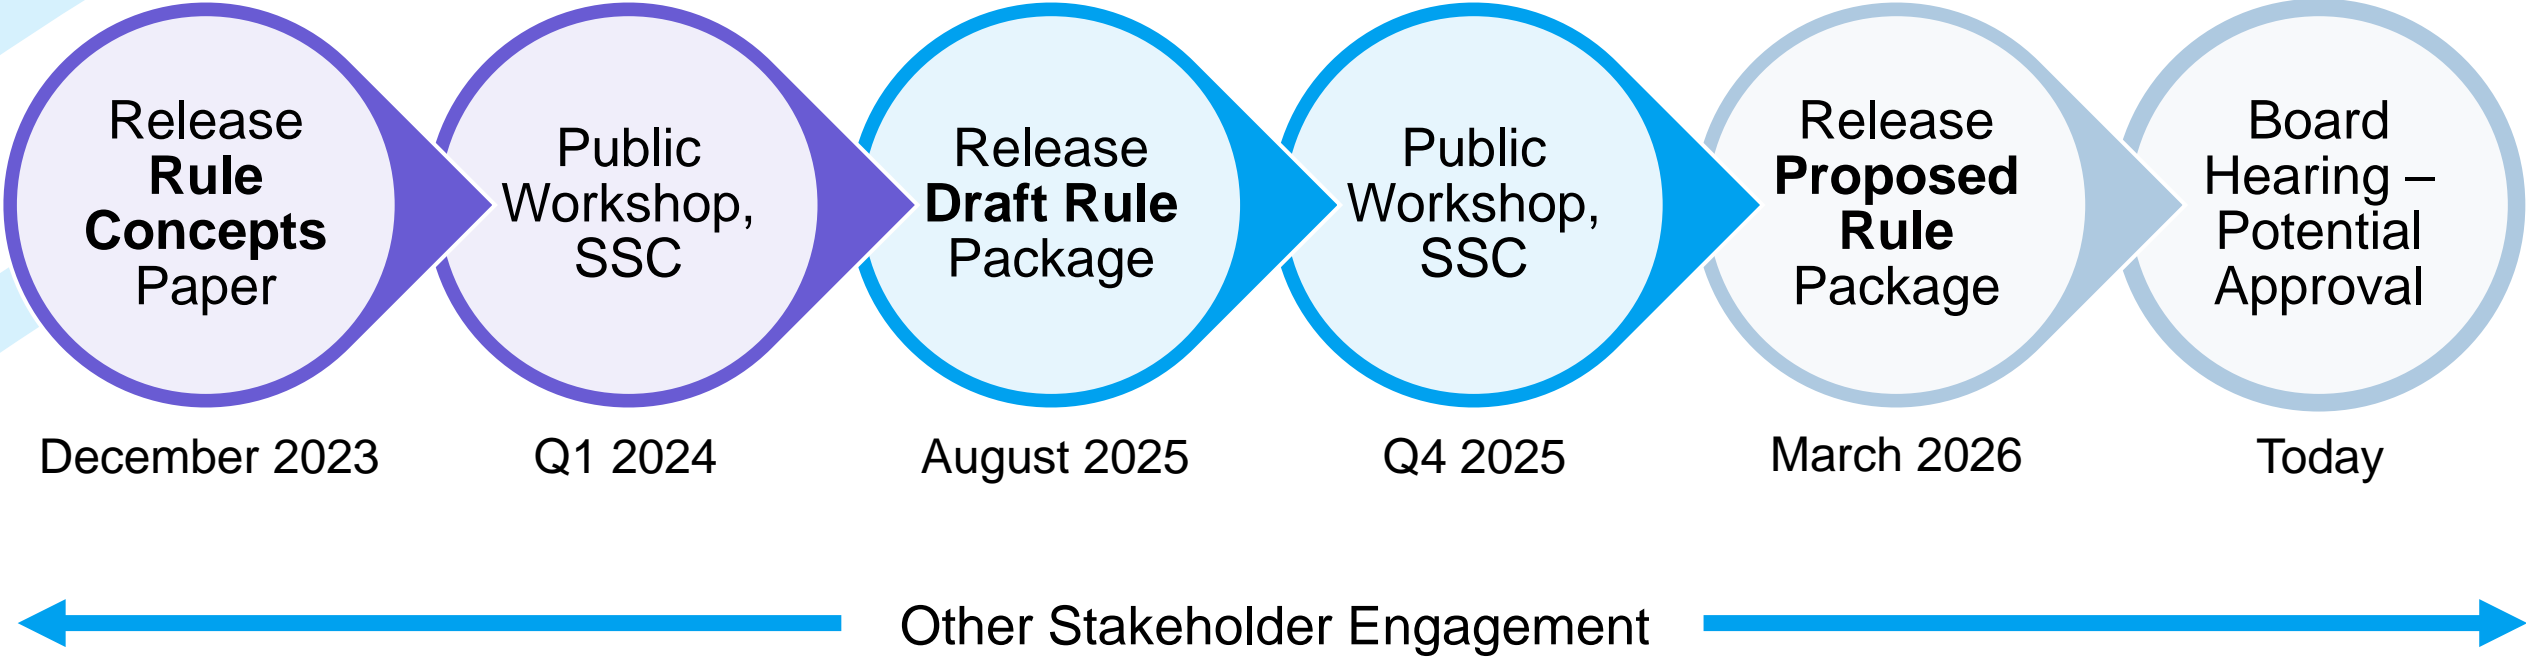 Release
Rule
Concepts
Paper
Public
Workshop,
SSC
Release
Draft Rule
Package
Public
Workshop,
SSC
Release
Proposed
Rule
Package
Board
Hearing –
Potential
Approval
December 2023
Q1 2024
August 2025
Q4 2025
March 2026
Today
Other Stakeholder Engagement